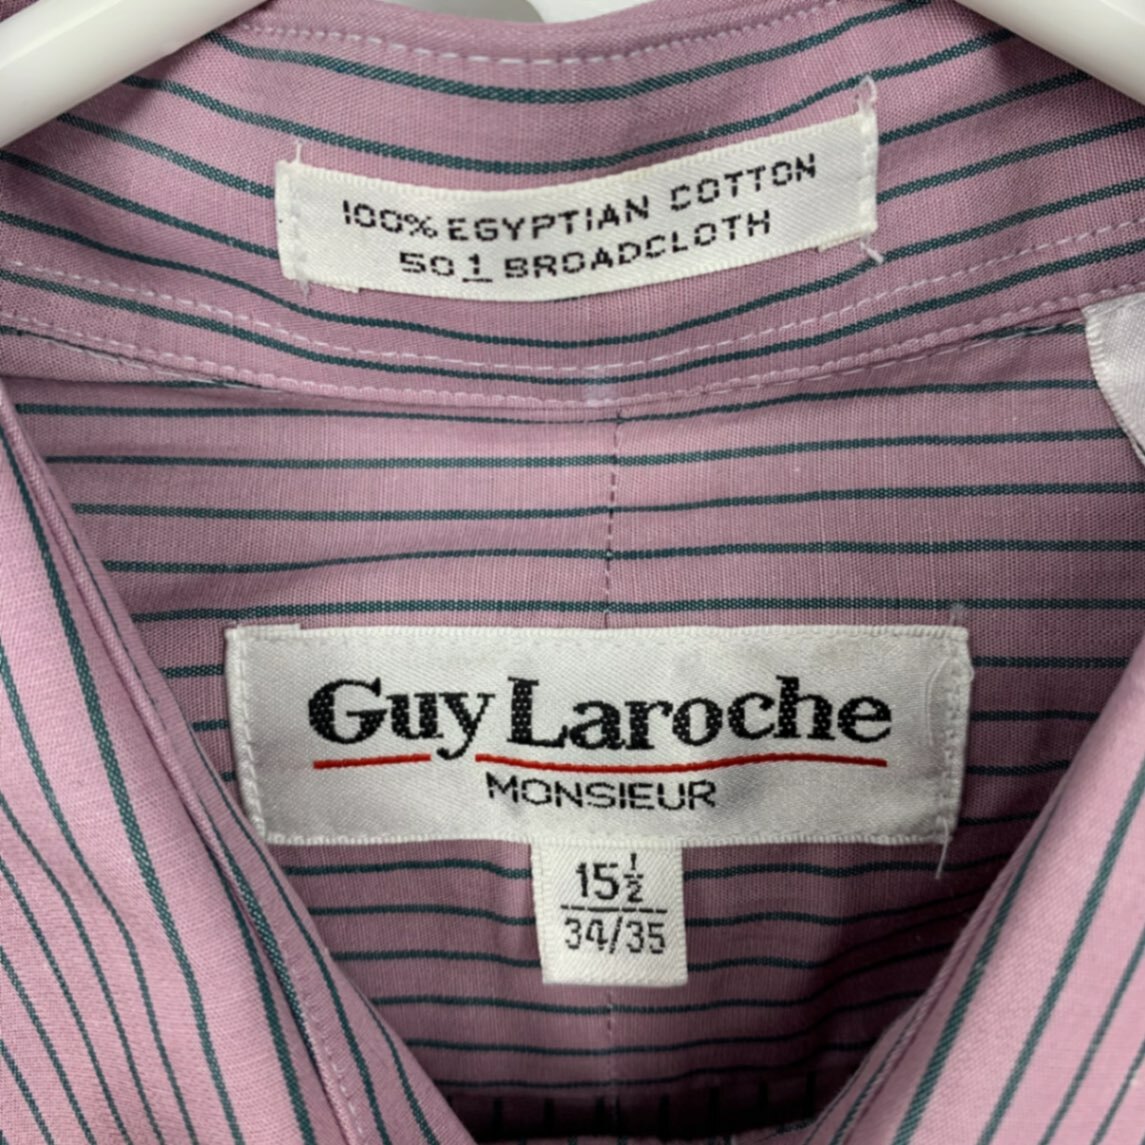 100% EGYPTIAN COTTON
50 1 BROADCLOTH
Guy Laroche
MONSIEUR
15 1/2
34/35